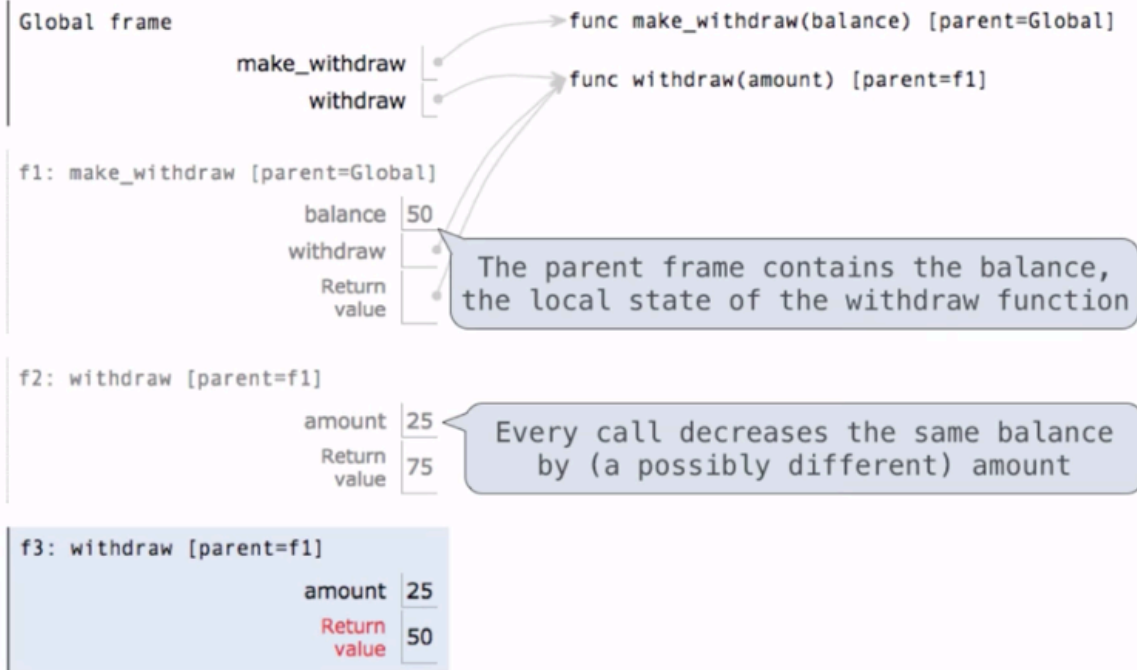 Global frame
func make_withdraw(balance) [parent=Global]
make_withdraw
func withdraw(amount) [parent=f1]
withdraw
f1: make_withdraw [parent=Global]
balance 50
withdraw
Return
value
The parent frame contains the balance,
the local state of the withdraw function
f2: withdraw [parent=f1]
amount 25
Return
value 75
Every call decreases the same balance
by (a possibly different) amount
f3: withdraw [parent=f1]
amount 25
Return
value 50